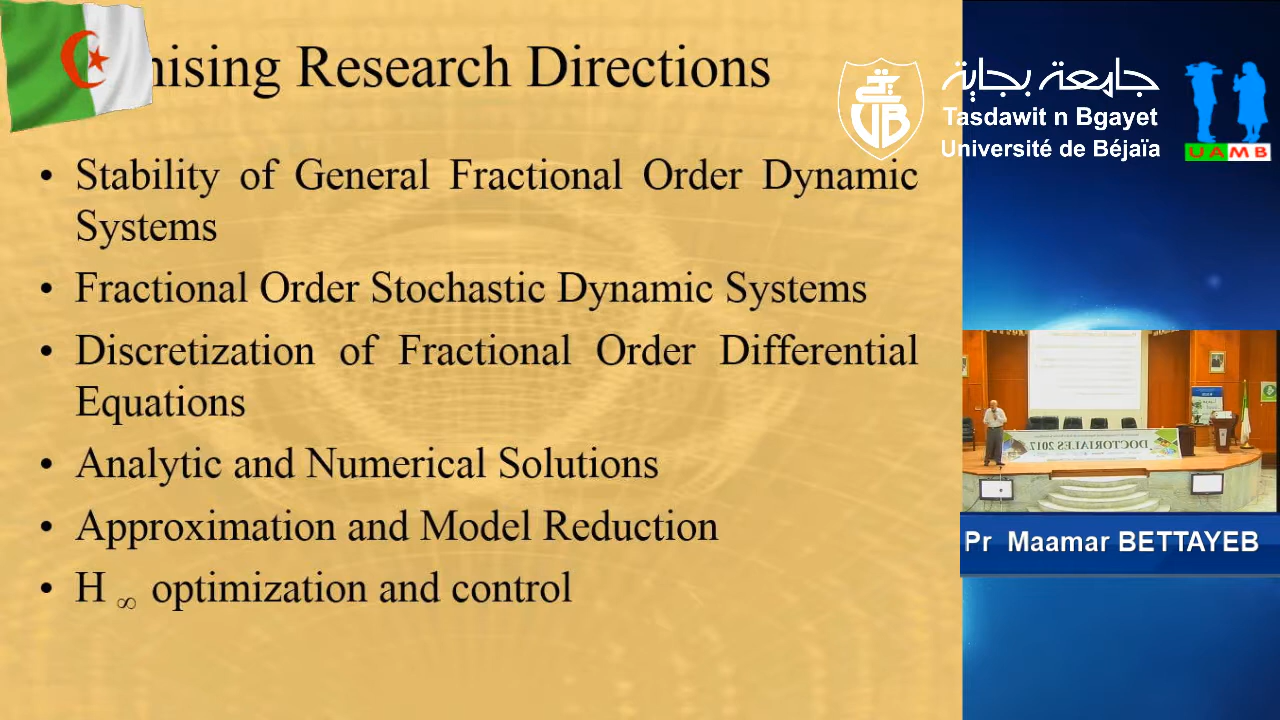 nising Research Directions
• Stability of General Fractional Order Dynamic
Systems
• Fractional Order Stochastic Dynamic Systems
• Discretization of Fractional Order Differential
Equations
• Analytic and Numerical Solutions
• Approximation and Model Reduction
• H ∞ optimization and control
جامعة بجاية
Tasdawit n Bgayet
Université de Béjaïa
UB
UAMB
DOCTORIALES 2017
Pr Maamar BETTAYEB